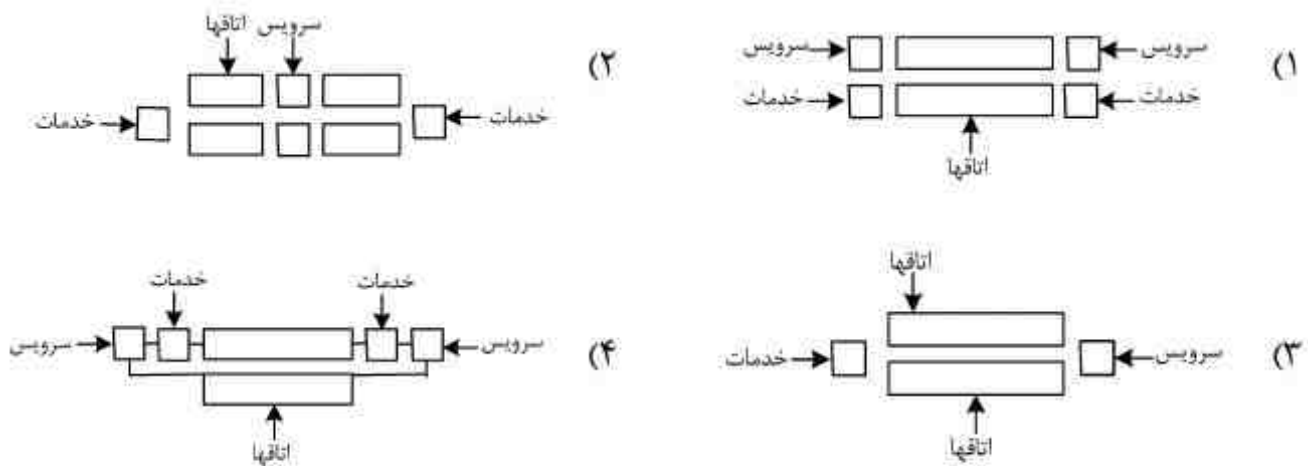 ۱)
سرویس سرویس
خدمات خدمات
اتاقها
۲)
اتاقها سرویس
خدمات خدمات
۳)
اتاقها
خدمات سرویس
اتاقها
۴)
خدمات خدمات
سرویس سرویس
اتاقها